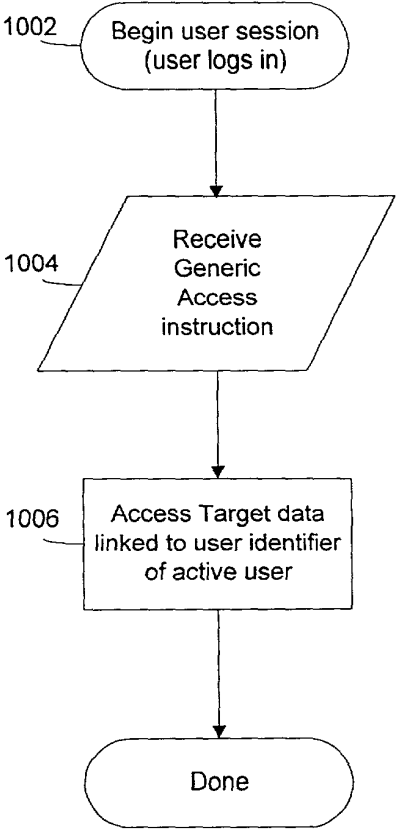 1002
Begin user session
(user logs in)
1004
Receive
Generic
Access
instruction
1006
Access Target data
linked to user identifier
of active user
Done